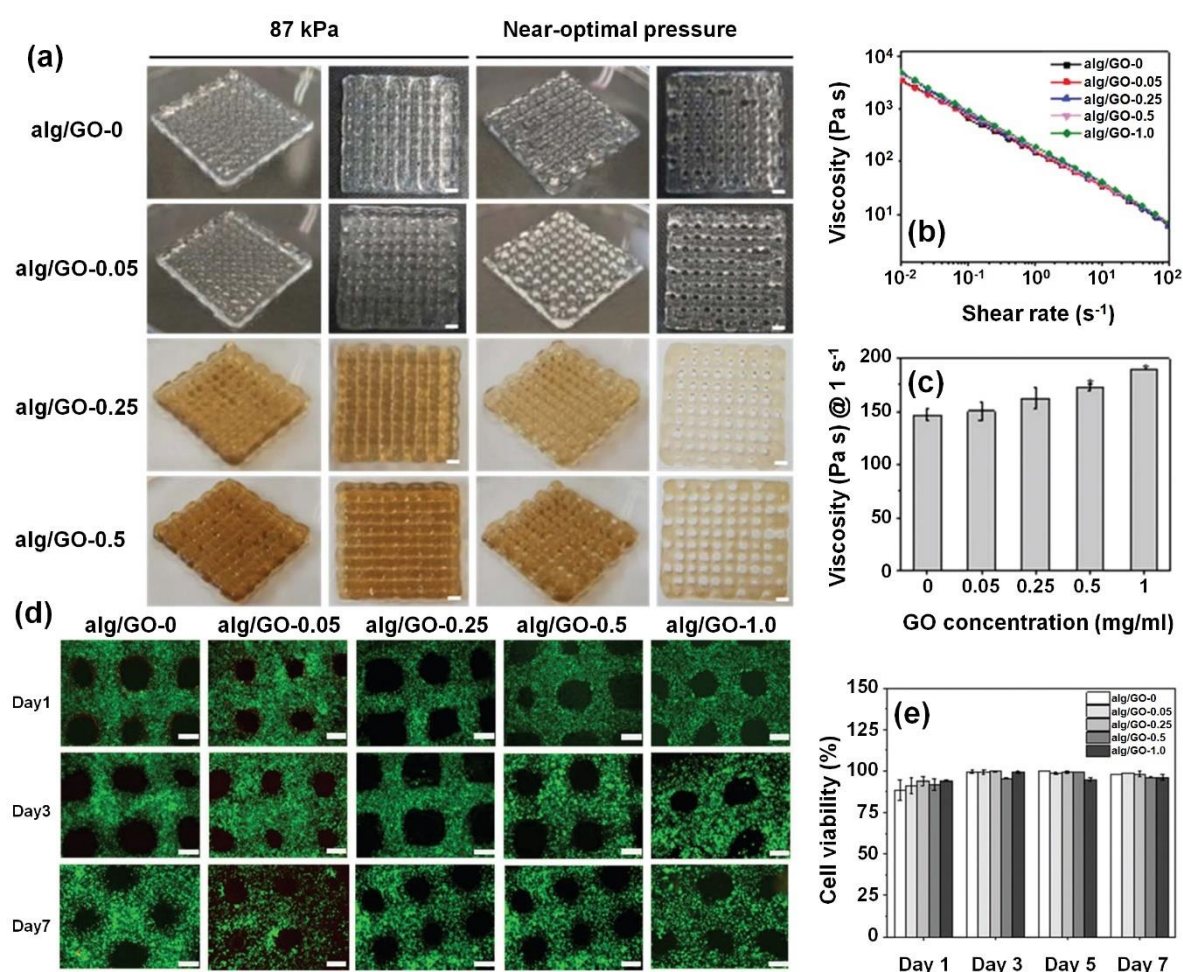 (a)
87 kPa
Near-optimal pressure
alg/GO-0
alg/GO-0.05
alg/GO-0.25
alg/GO-0.5
Viscosity (Pa s)
10⁴
10³
10²
10¹
alg/GO-0
alg/GO-0.05
alg/GO-0.25
alg/GO-0.5
alg/GO-1.0
(b)
10⁻² 10⁻¹ 10⁰ 10¹ 10²
Shear rate (s⁻¹)
Viscosity (Pa s) @ 1 s⁻¹
200
150
100
50
0
(c)
0 0.05 0.25 0.5 1
GO concentration (mg/ml)
(d)
alg/GO-0 alg/GO-0.05 alg/GO-0.25 alg/GO-0.5 alg/GO-1.0
Day1
Day3
Day7
Cell viability (%)
150
125
100
75
50
25
0
(e)
alg/GO-0
alg/GO-0.05
alg/GO-0.25
alg/GO-0.5
alg/GO-1.0
Day 1 Day 3 Day 5 Day 7